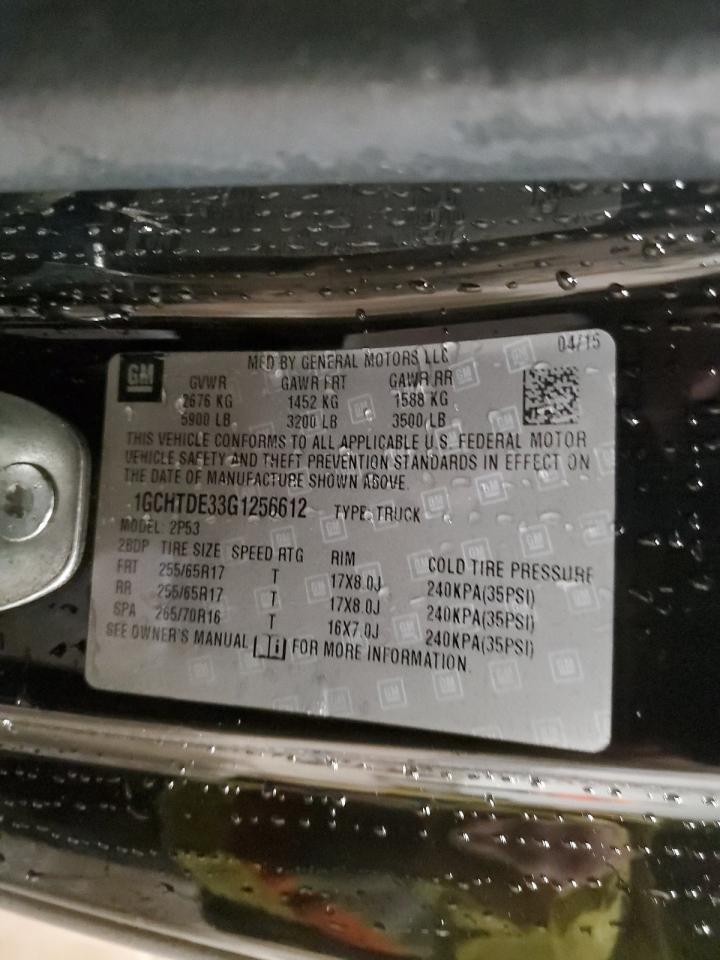 04/15
GM
MFD BY GENERAL MOTORS LLC
GVWR GAWR FRT GAWR RR
2676 KG 1452 KG 1588 KG
5900 LB 3200 LB 3500 LB
THIS VEHICLE CONFORMS TO ALL APPLICABLE U.S. FEDERAL MOTOR
VEHICLE SAFETY AND THEFT PREVENTION STANDARDS IN EFFECT ON
THE DATE OF MANUFACTURE SHOWN ABOVE.
1GCHTDE33G1256612 TYPE: TRUCK
MODEL: 2P53
2BDP TIRE SIZE SPEED RTG RIM COLD TIRE PRESSURE
FRT 255/65R17 T 17X8.0J 240KPA(35PSI)
RR 255/65R17 T 17X8.0J 240KPA(35PSI)
SPA 265/70R16 T 16X7.0J 240KPA(35PSI)
SEE OWNER'S MANUAL FOR MORE INFORMATION.